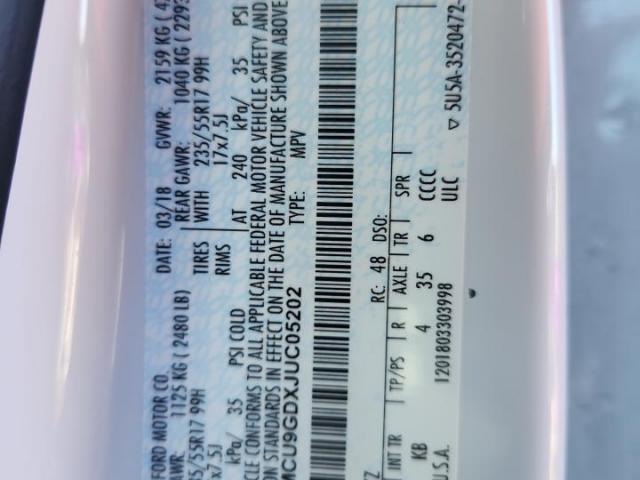 FORD MOTOR CO. DATE: 03/18 GVWR: 2159 KG (4
AWR: 1125 KG (2480 LB) REAR GAWR: 1040 KG (2293
5/55R17 99H TIRES WITH 235/55R17 99H
x7.5J RIMS 17x7.5J
kPa/ 35 PSI COLD AT 240 kPa/ 35 PSI
CLE CONFORMS TO ALL APPLICABLE FEDERAL MOTOR VEHICLE SAFETY AND
ON STANDARDS IN EFFECT ON THE DATE OF MANUFACTURE SHOWN ABOVE
MCU9GDXJUC05202 TYPE: MPV
RC: 48 DSO:
INT TR TP/PS R AXLE TR SPR
KB 4 35 6 CCCC
U.S.A. 1201803303998 ULC ▽ 5U5A-3520472-